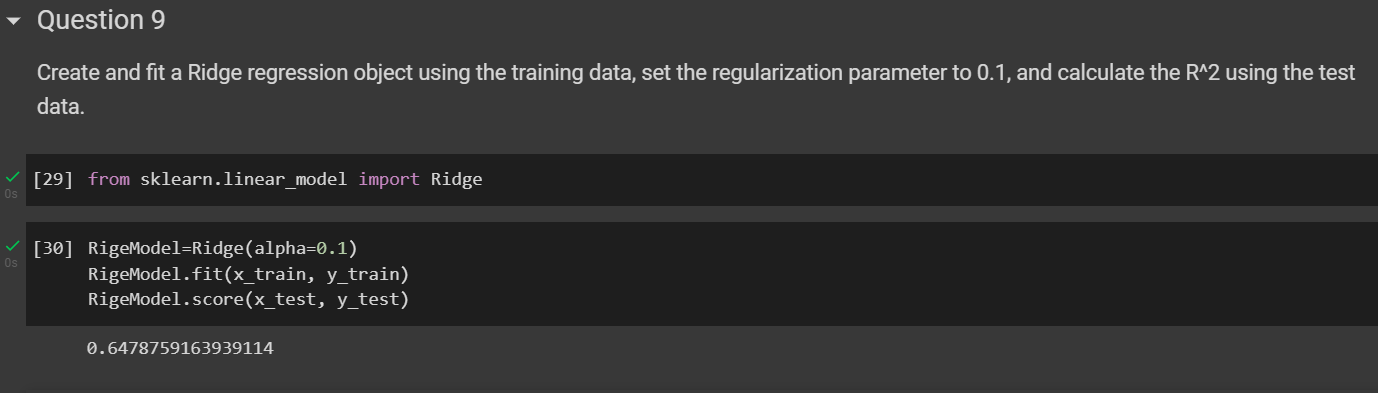 Question 9
Create and fit a Ridge regression object using the training data, set the regularization parameter to 0.1, and calculate the R^2 using the test
data.
[29] from sklearn.linear_model import Ridge
0s
[30] RigeModel=Ridge(alpha=0.1)
0s
RigeModel.fit(x_train, y_train)
RigeModel.score(x_test, y_test)
0.6478759163939114